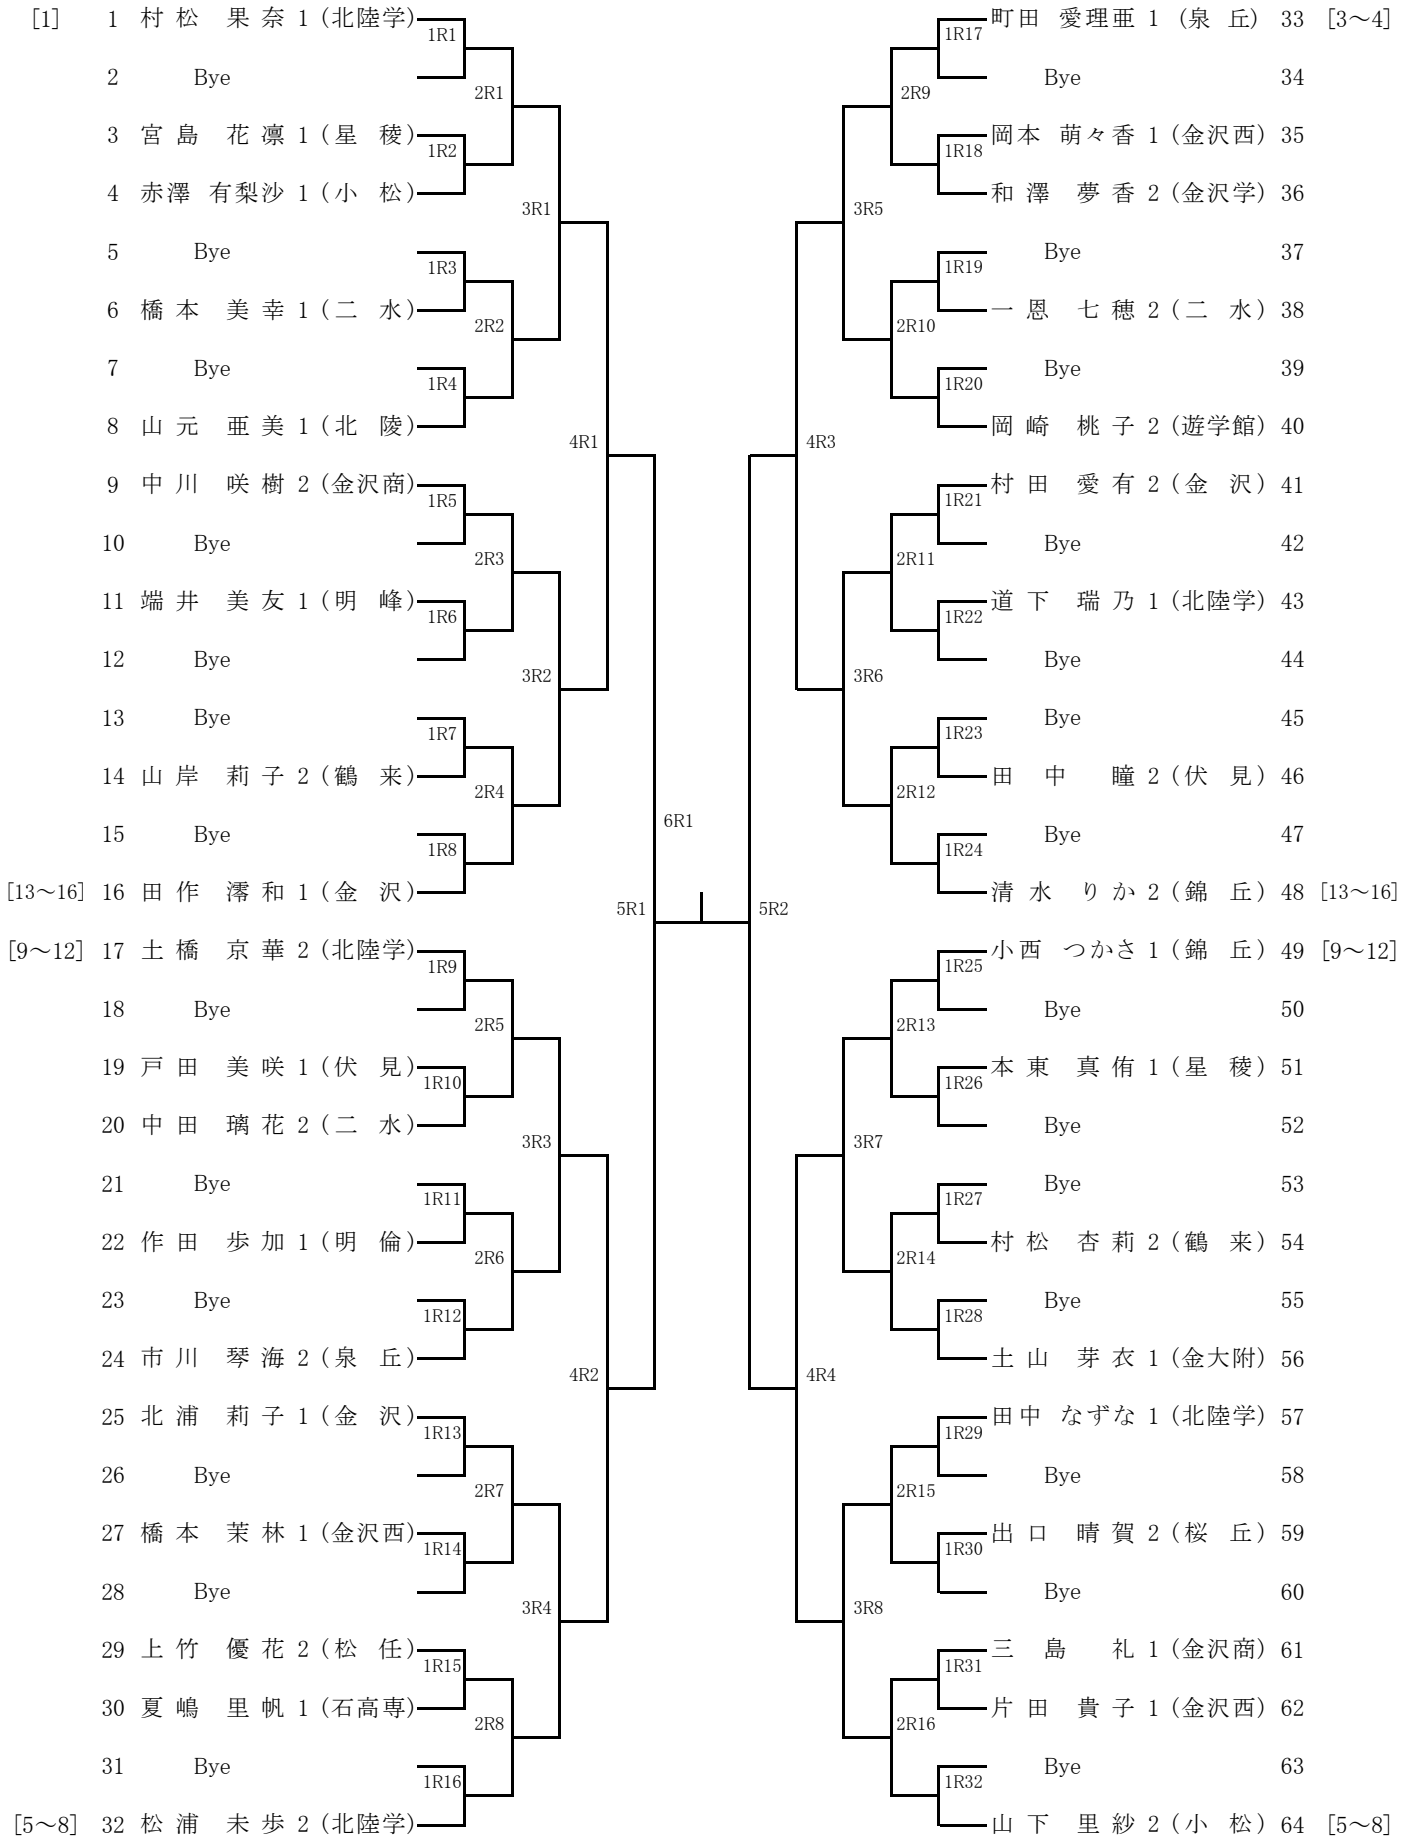 [1] 1 村松 果奈 1 (北陸学)
1R1
2 Bye
2R1
3 宮島 花凛 1 (星 稜)
1R2
4 赤澤 有梨沙 1 (小 松)
3R1
5 Bye
1R3
6 橋本 美幸 1 (二 水)
2R2
7 Bye
1R4
8 山元 亜美 1 (北 陵)
4R1
9 中川 咲樹 2 (金沢商)
1R5
10 Bye
2R3
11 端井 美友 1 (明 峰)
1R6
12 Bye
3R2
13 Bye
1R7
14 山岸 莉子 2 (鶴 来)
2R4
15 Bye
1R8
[13～16] 16 田作 澪和 1 (金 沢)
5R1
[9～12] 17 土橋 京華 2 (北陸学)
1R9
18 Bye
2R5
19 戸田 美咲 1 (伏 見)
1R10
20 中田 璃花 2 (二 水)
3R3
21 Bye
1R11
22 作田 歩加 1 (明 倫)
2R6
23 Bye
1R12
24 市川 琴海 2 (泉 丘)
4R2
25 北浦 莉子 1 (金 沢)
1R13
26 Bye
2R7
27 橋本 茉林 1 (金沢西)
1R14
28 Bye
3R4
29 上竹 優花 2 (松 任)
1R15
30 夏嶋 里帆 1 (石高専)
2R8
31 Bye
1R16
[5～8] 32 松浦 未歩 2 (北陸学)
6R1
町田 愛理亜 1 (泉 丘) 33 [3～4]
1R17
Bye 34
2R9
岡本 萌々香 1 (金沢西) 35
1R18
和澤 夢香 2 (金沢学) 36
3R5
Bye 37
1R19
一恩 七穂 2 (二 水) 38
2R10
Bye 39
1R20
岡崎 桃子 2 (遊学館) 40
4R3
村田 愛有 2 (金 沢) 41
1R21
Bye 42
2R11
道下 瑞乃 1 (北陸学) 43
1R22
Bye 44
3R6
Bye 45
1R23
田中 瞳 2 (伏 見) 46
2R12
Bye 47
1R24
清水 りか 2 (錦 丘) 48 [13～16]
5R2
小西 つかさ 1 (錦 丘) 49 [9～12]
1R25
Bye 50
2R13
本東 真侑 1 (星 稜) 51
1R26
Bye 52
3R7
Bye 53
1R27
村松 杏莉 2 (鶴 来) 54
2R14
Bye 55
1R28
土山 芽衣 1 (金大附) 56
4R4
田中 なずな 1 (北陸学) 57
1R29
Bye 58
2R15
出口 晴賀 2 (桜 丘) 59
1R30
Bye 60
3R8
三島 礼 1 (金沢商) 61
1R31
片田 貴子 1 (金沢西) 62
2R16
Bye 63
1R32
山下 里紗 2 (小 松) 64 [5～8]